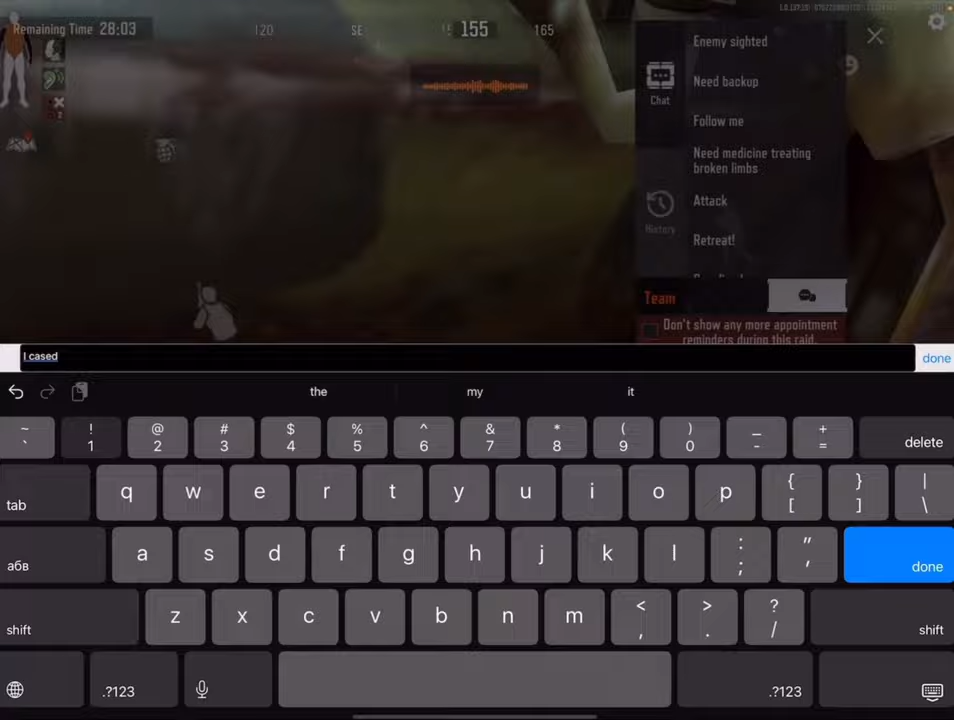 Remaining Time 28:03
120 SE 155 165
Enemy sighted
Need backup
Chat
Follow me
Need medicine treating
broken limbs
Attack
History
Retreat!
Team
Don't show any more appointment
reminders during this raid.
I cased
done
the my it
~ ! @ # $ % ^ & * ( ) _ +
` 1 2 3 4 5 6 7 8 9 0 - = delete
tab q w e r t y u i o p { [ } ] | \
абв a s d f g h j k l : ; " ' done
shift z x c v b n m < , > . ? / shift
.?123 .?123